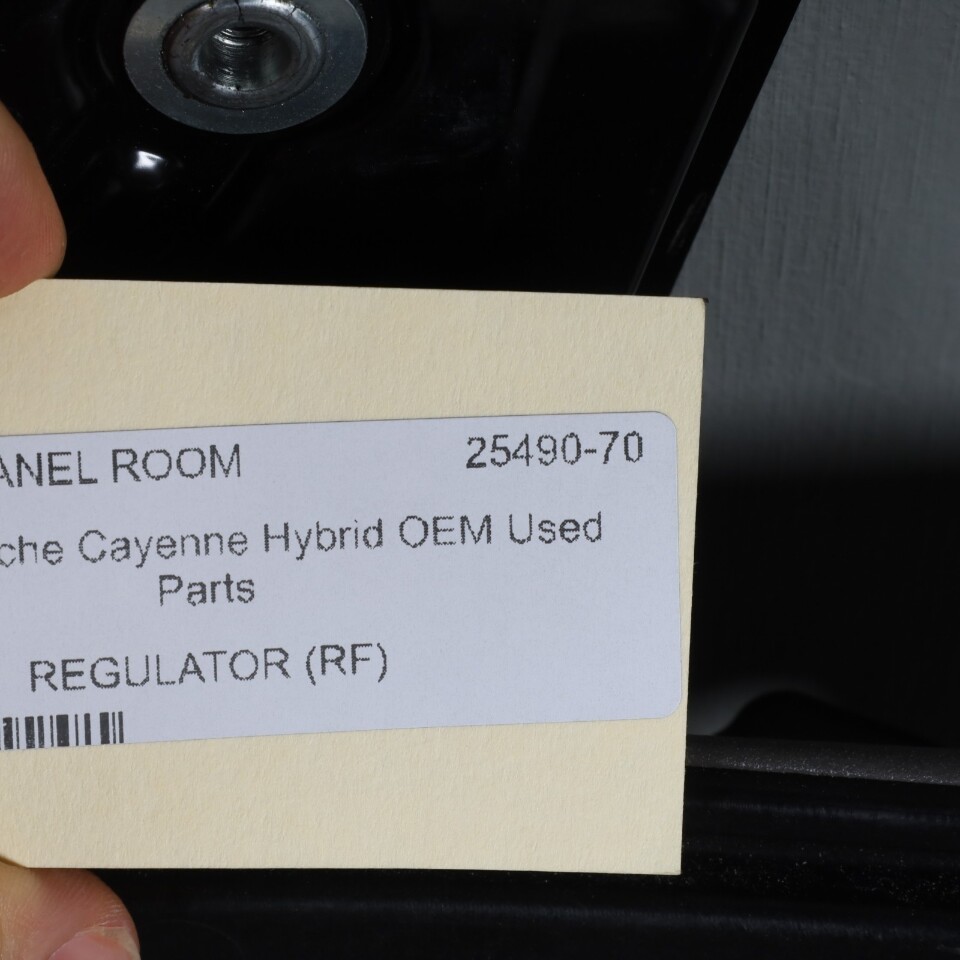 ANEL ROOM 25490-70
che Cayenne Hybrid OEM Used
Parts
REGULATOR (RF)